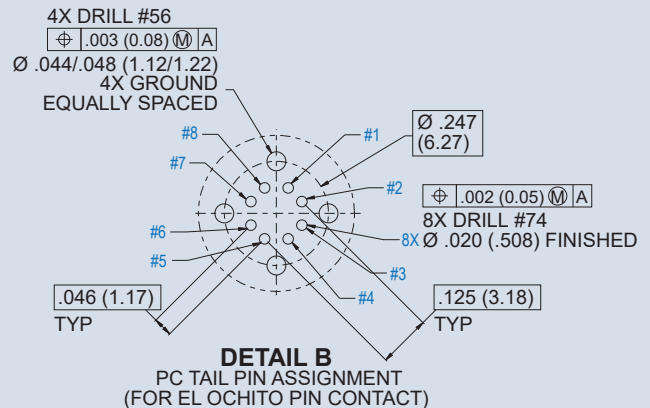 4X DRILL #56
⌖ .003 (0.08) Ⓜ A
Ø .044/.048 (1.12/1.22)
4X GROUND
EQUALLY SPACED
#8
#1
Ø .247
(6.27)
#7
#2
⌖ .002 (0.05) Ⓜ A
8X DRILL #74
8X Ø .020 (.508) FINISHED
#6
#5
#3
#4
.046 (1.17)
TYP
.125 (3.18)
TYP
DETAIL B
PC TAIL PIN ASSIGNMENT
(FOR EL OCHITO PIN CONTACT)